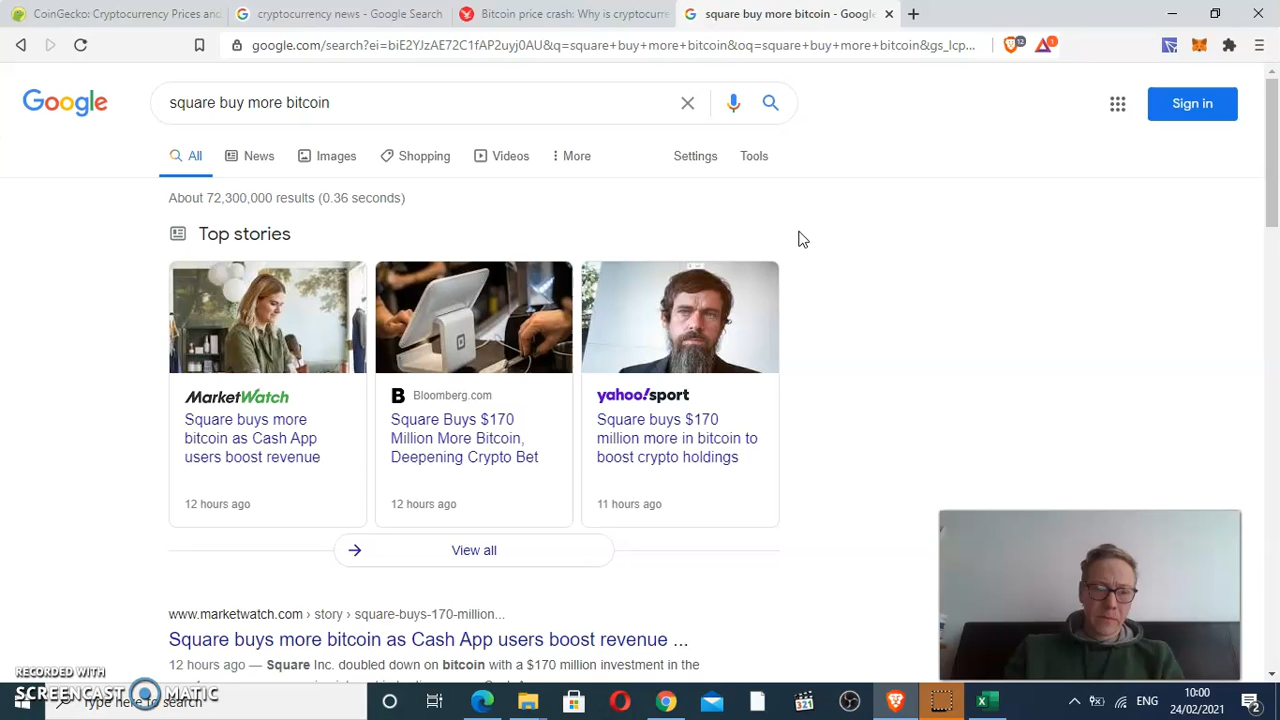 CoinGecko: Cryptocurrency Prices and
cryptocurrency news - Google Search
Bitcoin price crash: Why is cryptocurre
square buy more bitcoin - Google
google.com/search?ei=biE2YJzAE72C1fAP2uyj0AU&q=square+buy+more+bitcoin&oq=square+buy+more+bitcoin&gs_lcp...
12
1
Google
square buy more bitcoin
Sign in
All
News
Images
Shopping
Videos
More
Settings
Tools
About 72,300,000 results (0.36 seconds)
Top stories
MarketWatch
Square buys more
bitcoin as Cash App
users boost revenue
12 hours ago
B Bloomberg.com
Square Buys $170
Million More Bitcoin,
Deepening Crypto Bet
12 hours ago
yahoo!sport
Square buys $170
million more in bitcoin to
boost crypto holdings
11 hours ago
View all
www.marketwatch.com › story › square-buys-170-million...
Square buys more bitcoin as Cash App users boost revenue ...
12 hours ago — Square Inc. doubled down on bitcoin with a $170 million investment in the
RECORDED WITH
SCREENCAST MATIC
Type here to search
321
ENG
10:00
24/02/2021
2